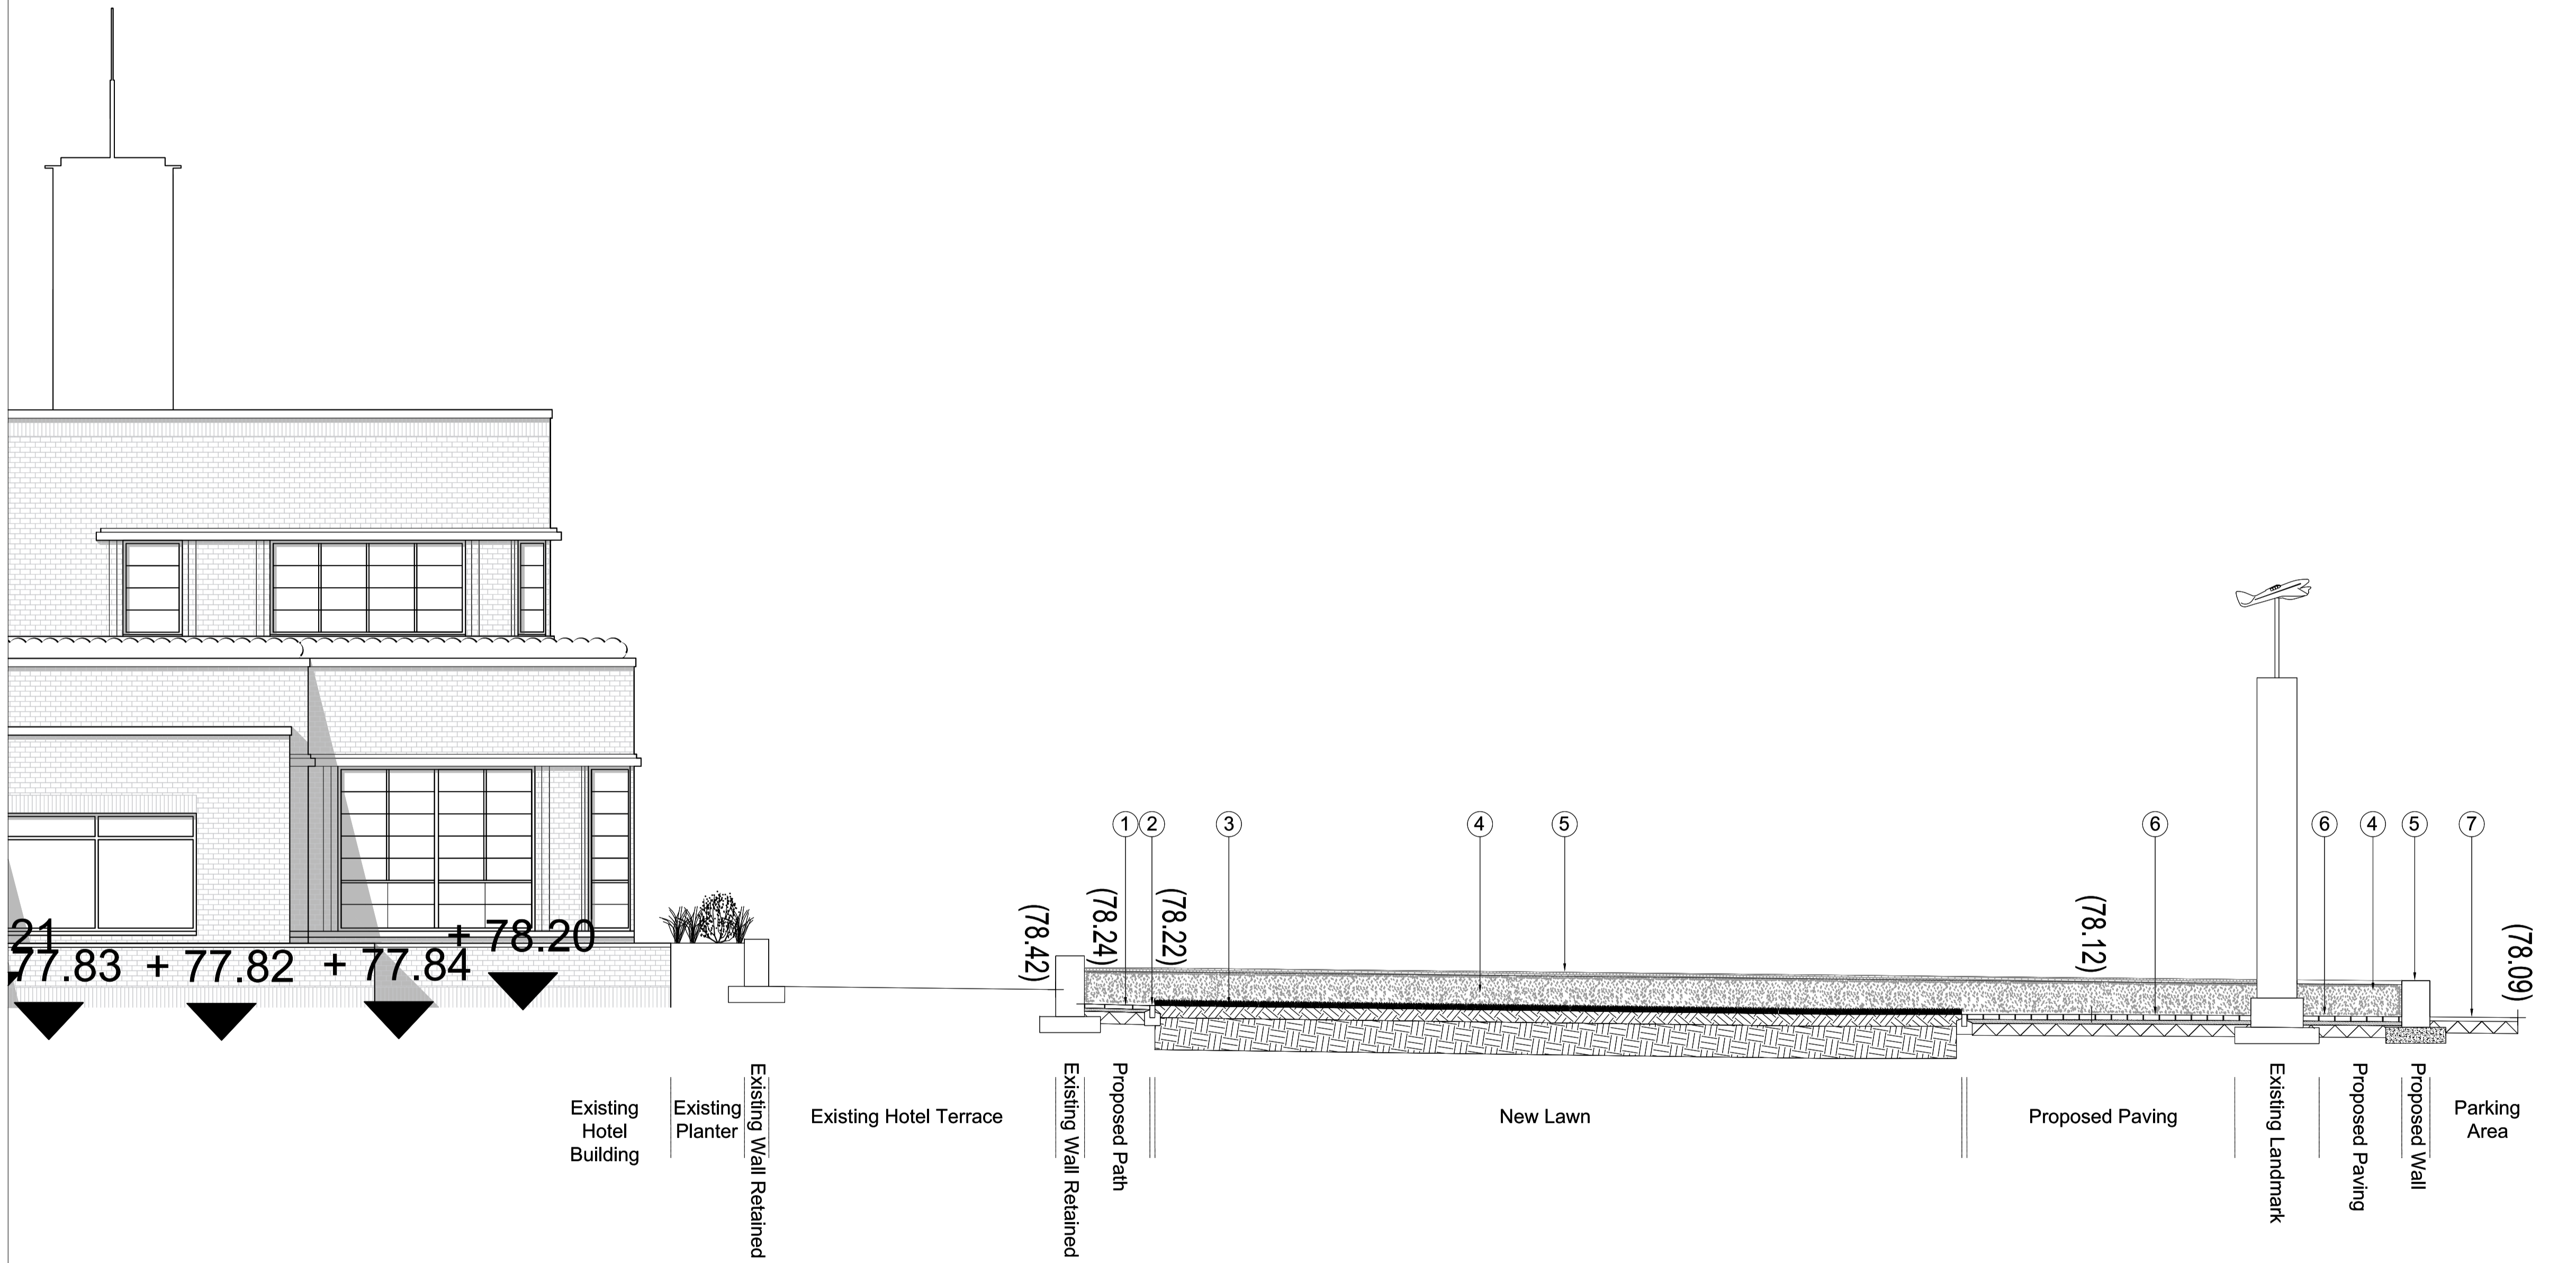 1 2 3 4 5 6 6 4 5 7
(78.42)
(78.24)
(78.22)
(78.12)
(78.09)
21
+ 78.20
77.83 + 77.82 + 77.84
Existing
Hotel
Building
Existing
Planter
Existing Wall Retained
Existing Hotel Terrace
Existing Wall Retained
Proposed Path
New Lawn
Proposed Paving
Existing Landmark
Proposed Paving
Proposed Wall
Parking
Area